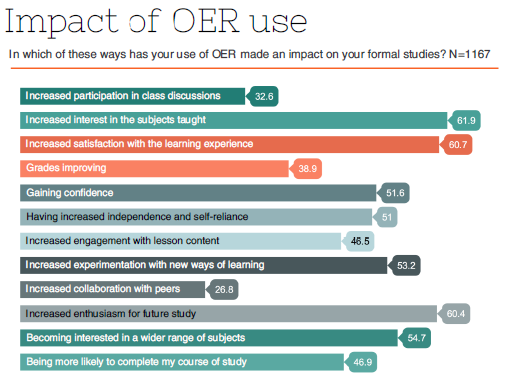 Impact of OER use
In which of these ways has your use of OER made an impact on your formal studies? N=1167
Increased participation in class discussions 32.6
Increased interest in the subjects taught 61.9
Increased satisfaction with the learning experience 60.7
Grades improving 38.9
Gaining confidence 51.6
Having increased independence and self-reliance 51
Increased engagement with lesson content 46.5
Increased experimentation with new ways of learning 53.2
Increased collaboration with peers 26.8
Increased enthusiasm for future study 60.4
Becoming interested in a wider range of subjects 54.7
Being more likely to complete my course of study 46.9